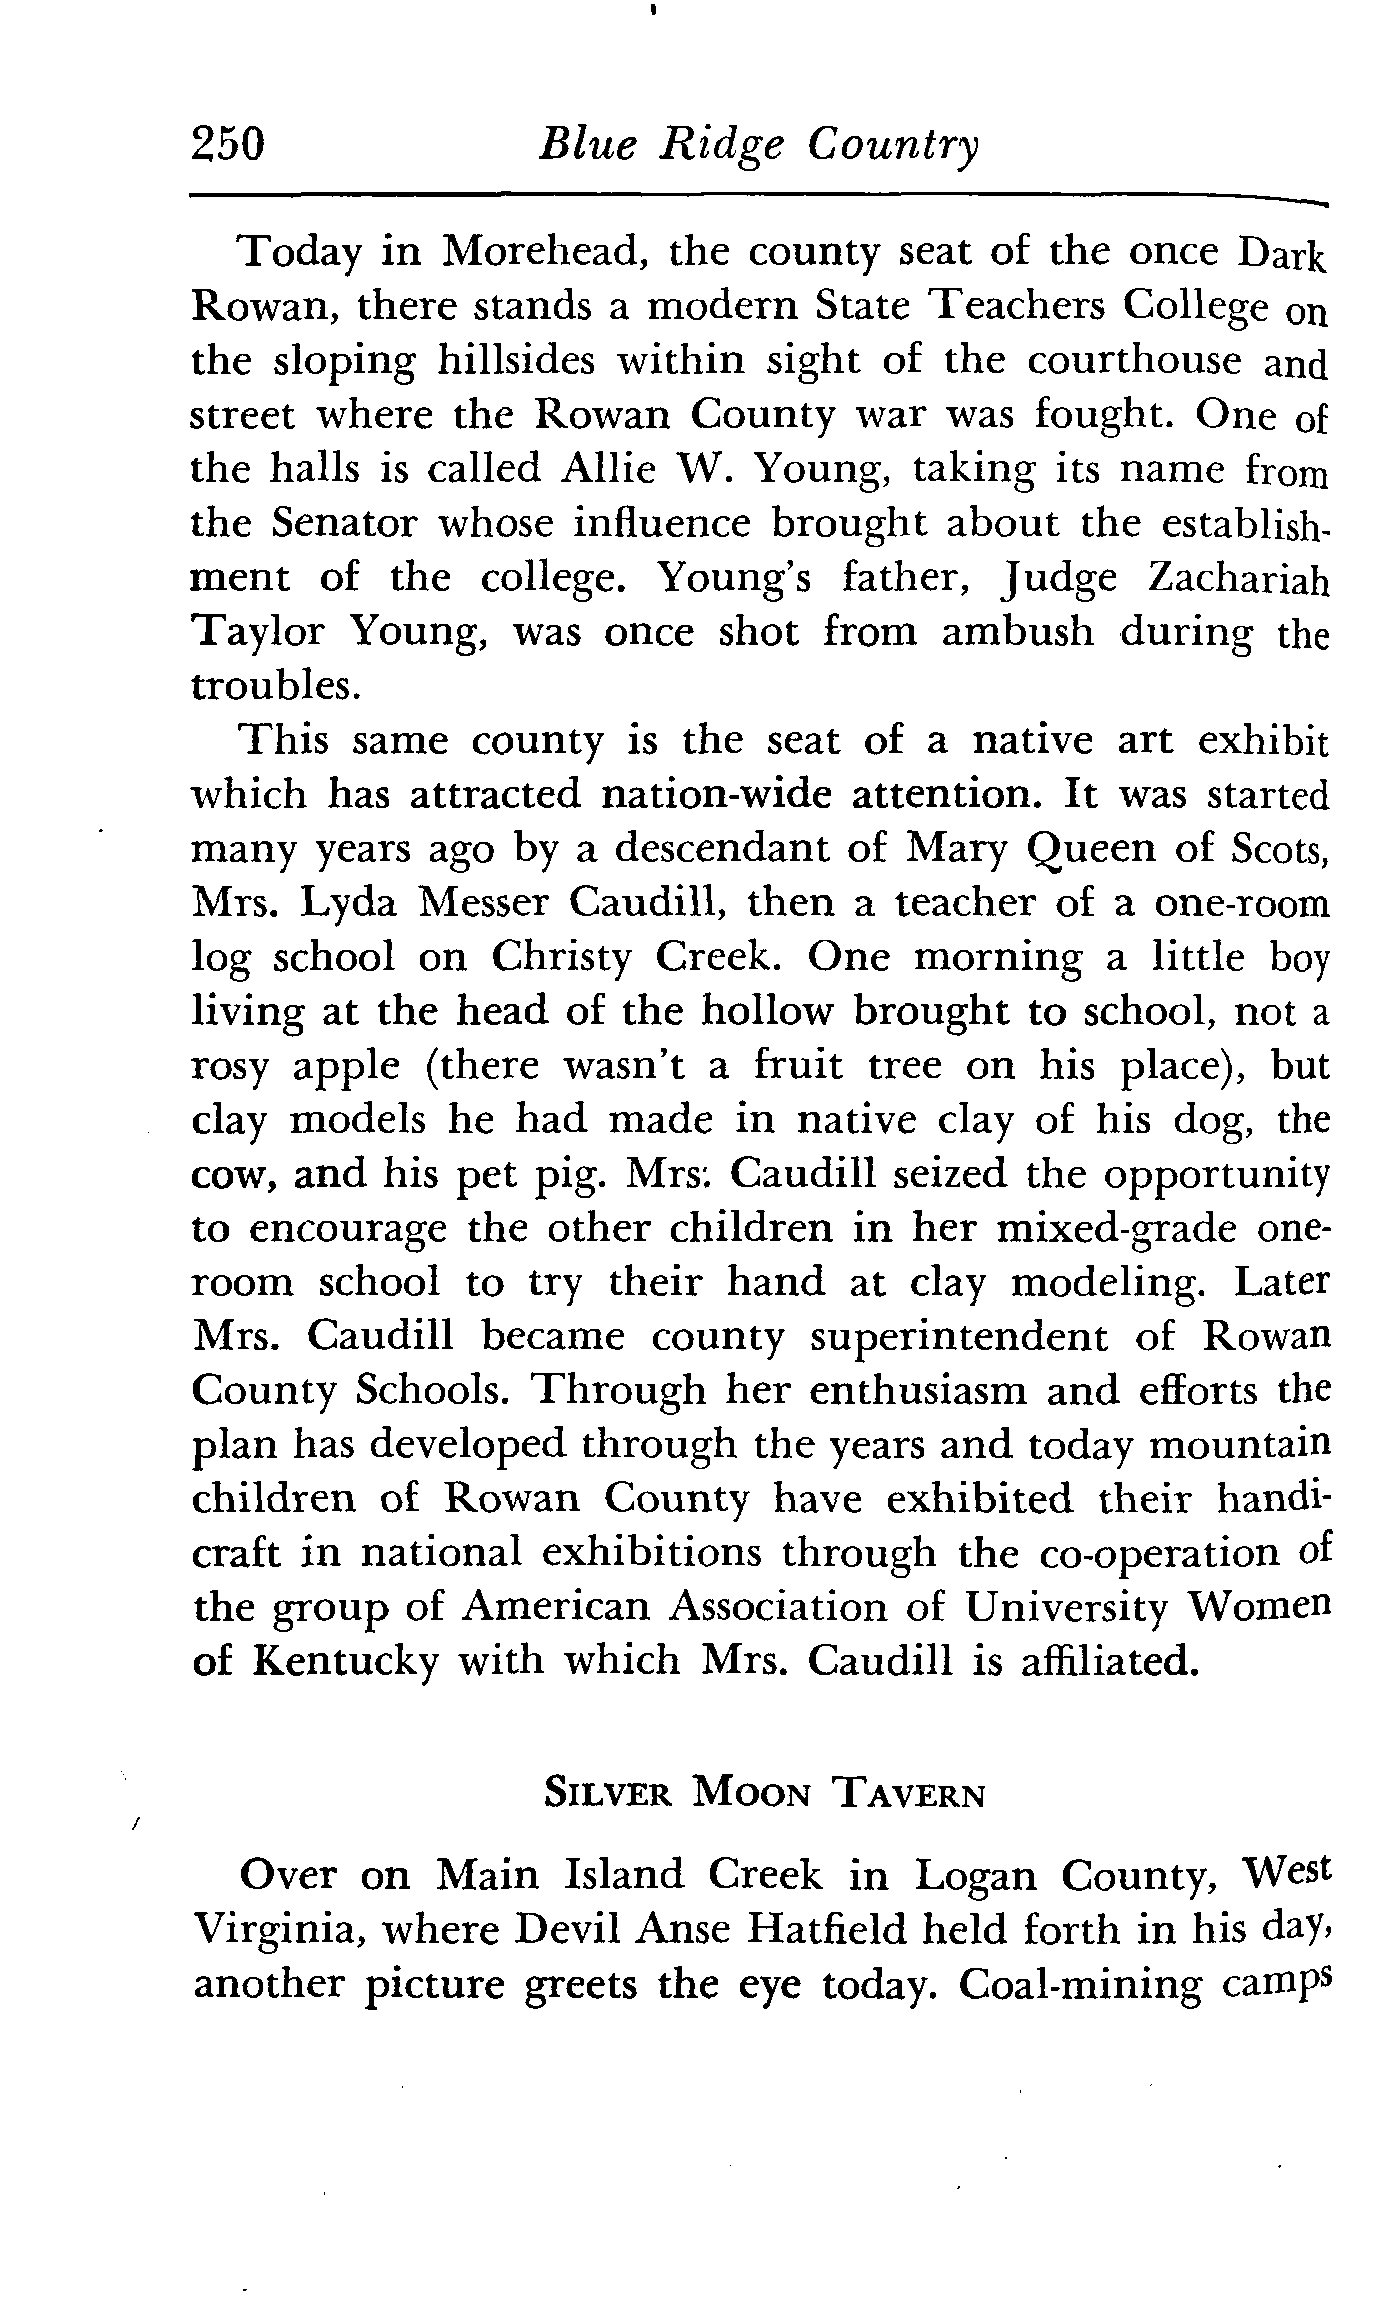 250 Blue Ridge Country
Today in Morehead, the county seat of the once Dark
Rowan, there stands a modern State Teachers College on
the sloping hillsides within sight of the courthouse and
street where the Rowan County war was fought. One of
the halls is called Allie W. Young, taking its name from
the Senator whose influence brought about the establish-
ment of the college. Young's father, Judge Zachariah
Taylor Young, was once shot from ambush during the
troubles.
This same county is the seat of a native art exhibit
which has attracted nation-wide attention. It was started
many years ago by a descendant of Mary Queen of Scots,
Mrs. Lyda Messer Caudill, then a teacher of a one-room
log school on Christy Creek. One morning a little boy
living at the head of the hollow brought to school, not a
rosy apple (there wasn't a fruit tree on his place), but
clay models he had made in native clay of his dog, the
cow, and his pet pig. Mrs. Caudill seized the opportunity
to encourage the other children in her mixed-grade one-
room school to try their hand at clay modeling. Later
Mrs. Caudill became county superintendent of Rowan
County Schools. Through her enthusiasm and efforts the
plan has developed through the years and today mountain
children of Rowan County have exhibited their handi-
craft in national exhibitions through the co-operation of
the group of American Association of University Women
of Kentucky with which Mrs. Caudill is affiliated.
SILVER MOON TAVERN
Over on Main Island Creek in Logan County, West
Virginia, where Devil Anse Hatfield held forth in his day,
another picture greets the eye today. Coal-mining camps